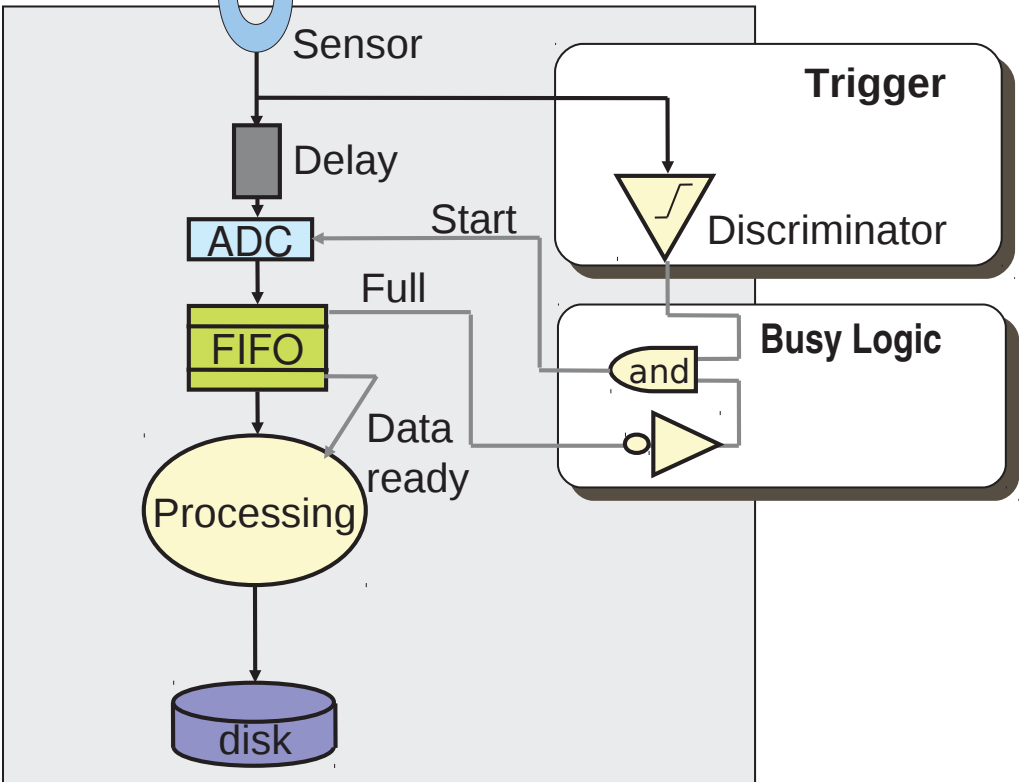 Sensor
Trigger
Delay
Discriminator
Start
ADC
Full
Busy Logic
FIFO
and
Data
ready
Processing
disk